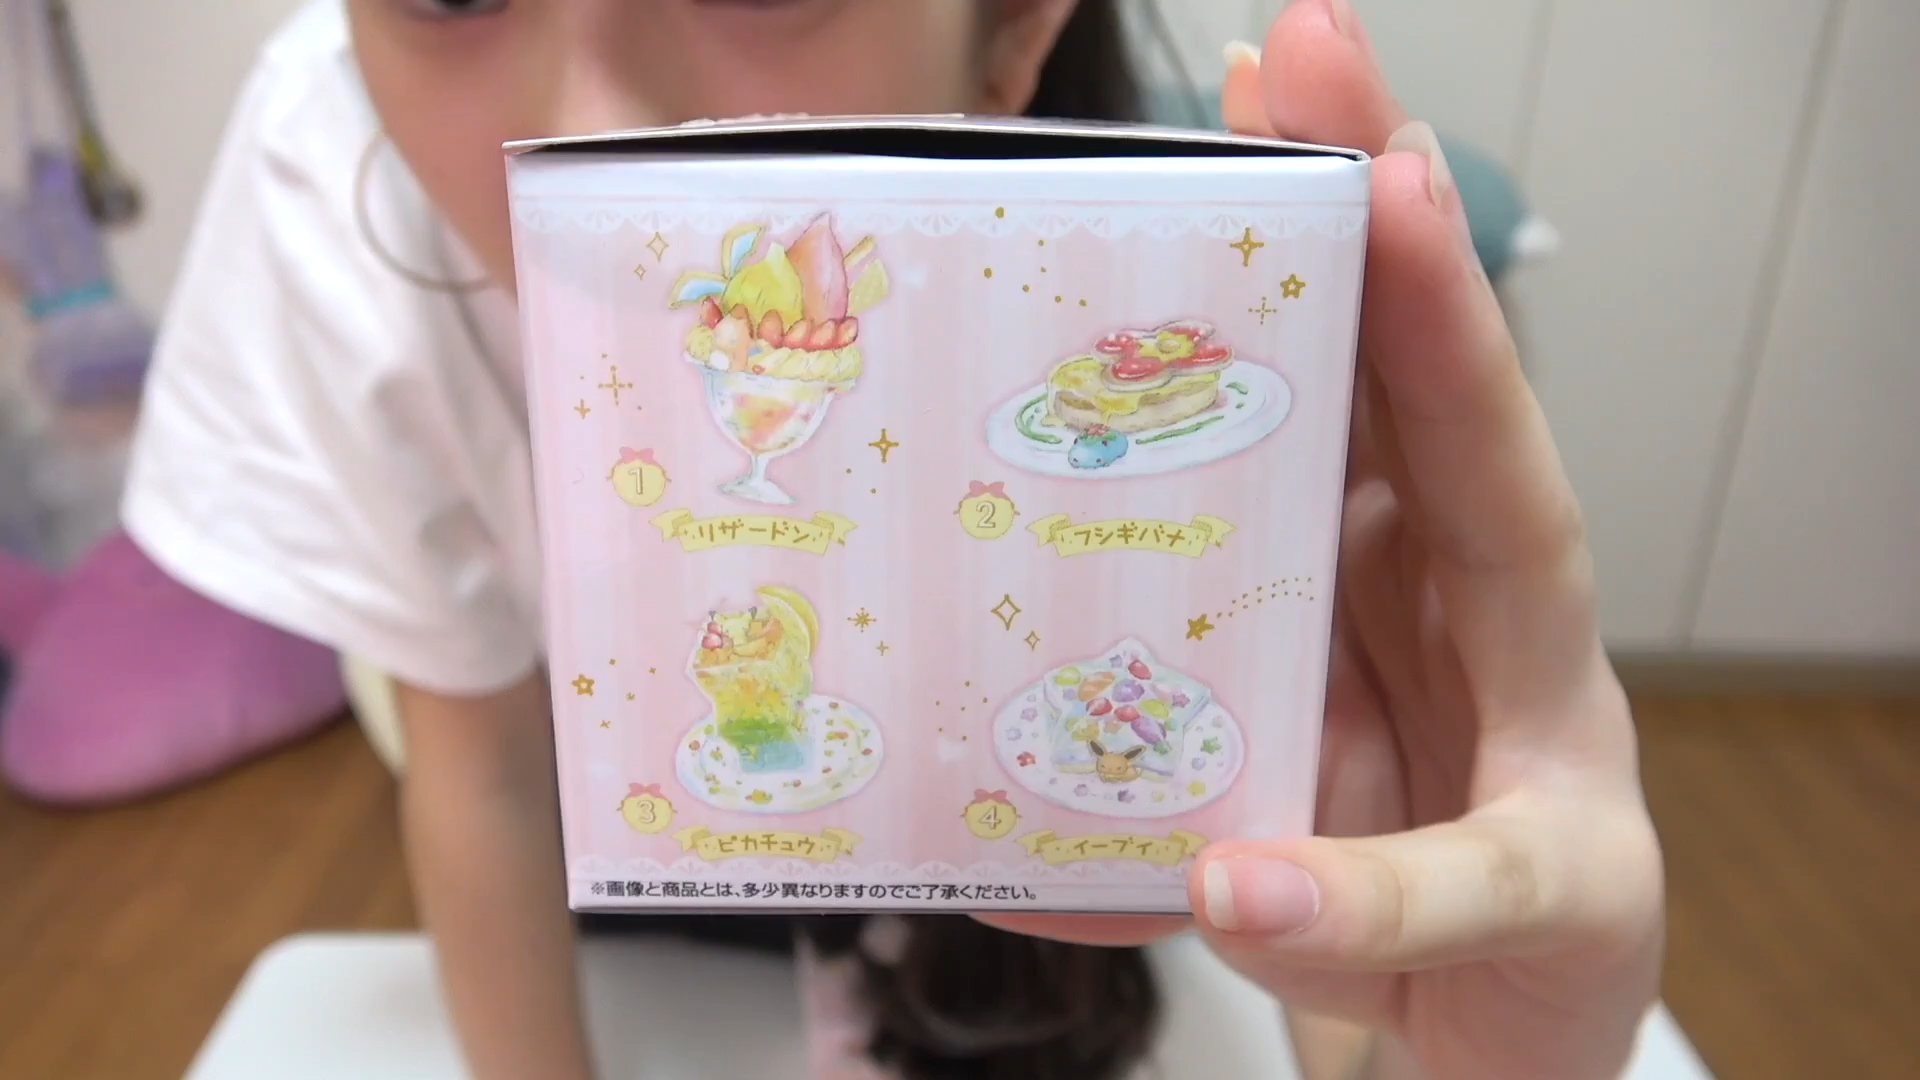 1
リザードン
2
フシギバナ
3
ピカチュウ
4
イーブイ
※画像と商品とは、多少異なりますのでご了承ください。